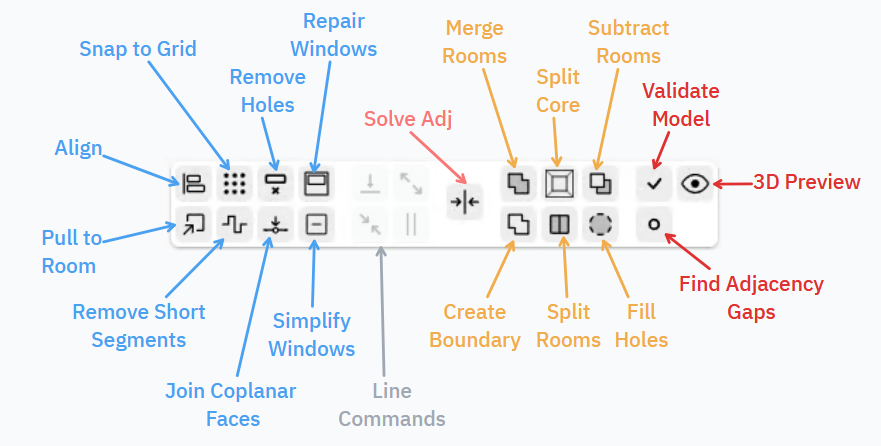 Repair
Windows
Snap to Grid
Remove
Holes
Align
Pull to
Room
Remove Short
Segments
Join Coplanar
Faces
Simplify
Windows
Line
Commands
Solve Adj
Merge
Rooms
Split
Core
Subtract
Rooms
Validate
Model
3D Preview
Create
Boundary
Split
Rooms
Fill
Holes
Find Adjacency
Gaps